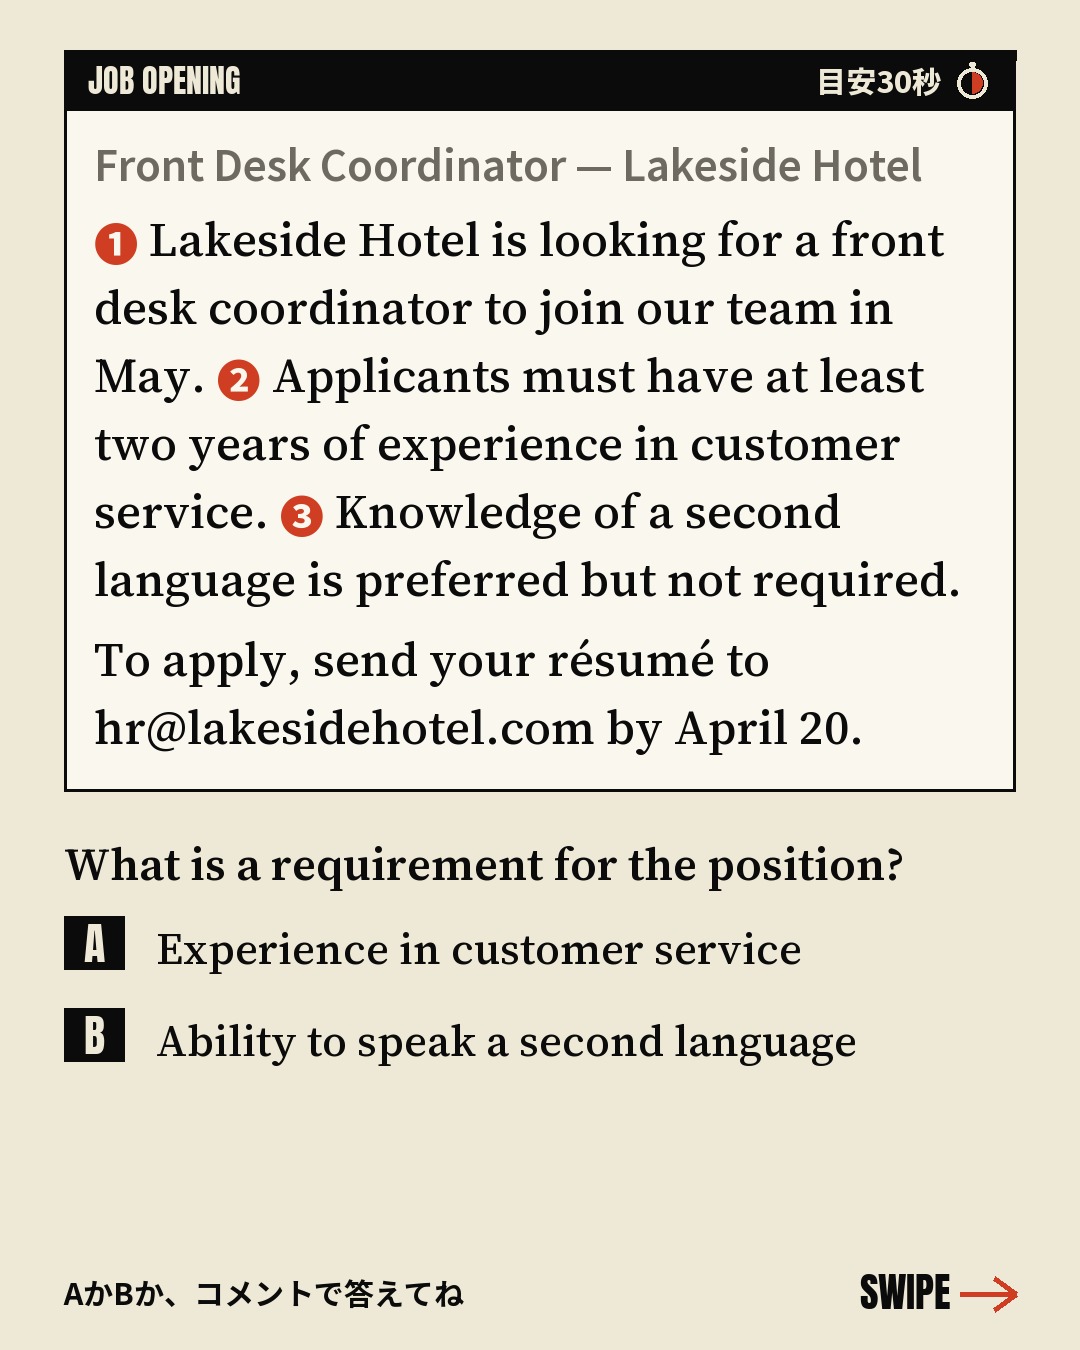 JOB OPENING
目安30秒
Front Desk Coordinator — Lakeside Hotel
❶ Lakeside Hotel is looking for a front
desk coordinator to join our team in
May. ❷ Applicants must have at least
two years of experience in customer
service. ❸ Knowledge of a second
language is preferred but not required.
To apply, send your résumé to
hr@lakesidehotel.com by April 20.
What is a requirement for the position?
A Experience in customer service
B Ability to speak a second language
AかBか、コメントで答えてね
SWIPE →